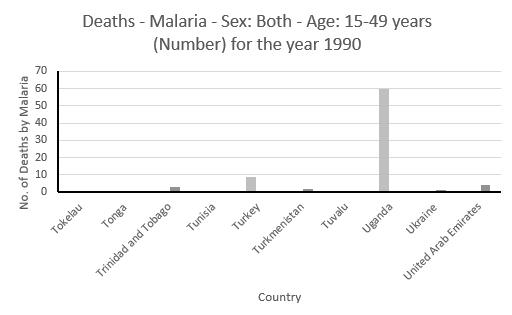 Deaths - Malaria - Sex: Both - Age: 15-49 years
(Number) for the year 1990
No. of Deaths by Malaria
70
60
50
40
30
20
10
0
Tokelau
Tonga
Trinidad and Tobago
Tunisia
Turkey
Turkmenistan
Tuvalu
Uganda
Ukraine
United Arab Emirates
Country